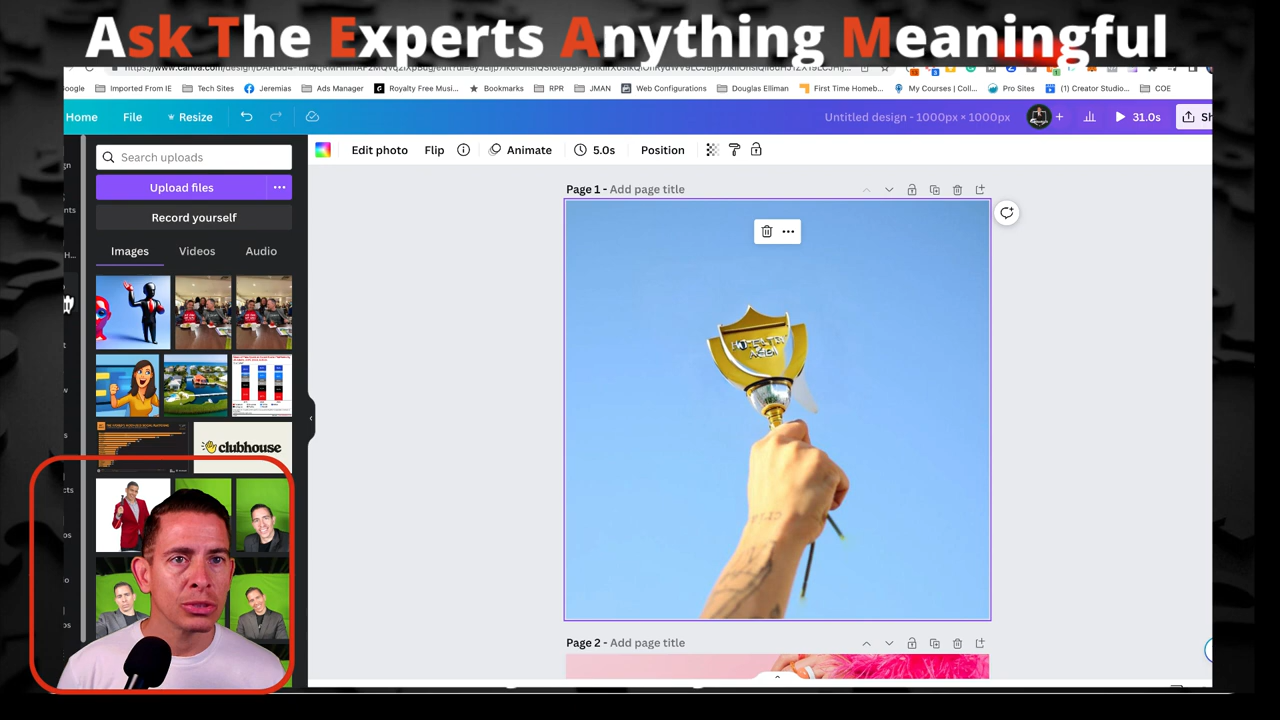 Ask The Experts Anything Meaningful
oogle Imported From IE Tech Sites Jeremias Ads Manager Royalty Free Musi... Bookmarks RPR JMAN Web Configurations Douglas Elliman First Time Homeb... My Courses | Coll... Pro Sites (1) Creator Studio... COE
Home File Resize Untitled design - 1000px × 1000px + 31.0s Sh
Search uploads
Edit photo Flip Animate 5.0s Position
Upload files
Record yourself
Page 1 - Add page title
Images Videos Audio
clubhouse
Page 2 - Add page title